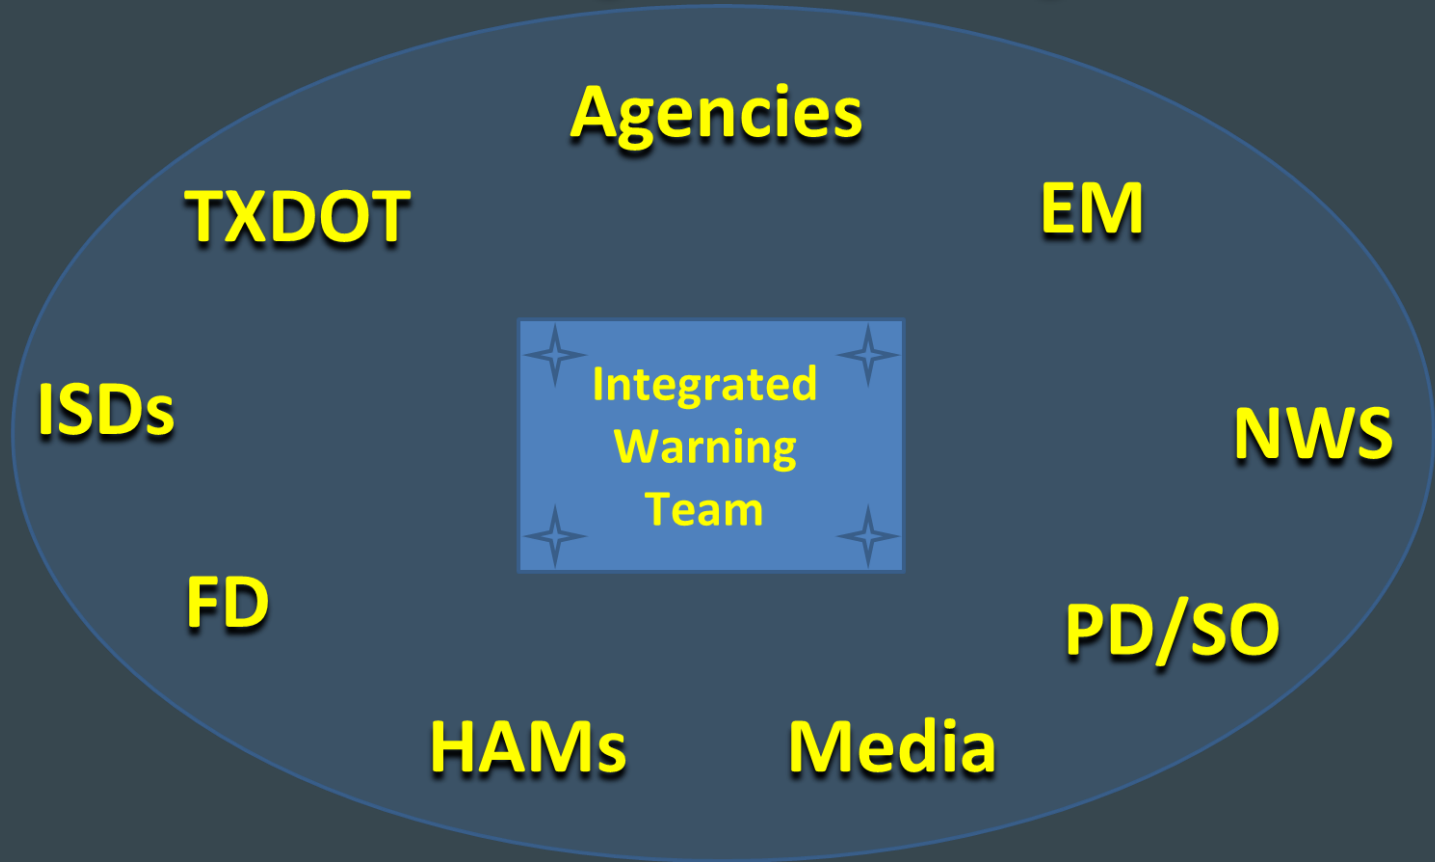 Agencies
TXDOT
EM
ISDs
Integrated
Warning
Team
NWS
FD
PD/SO
HAMs
Media